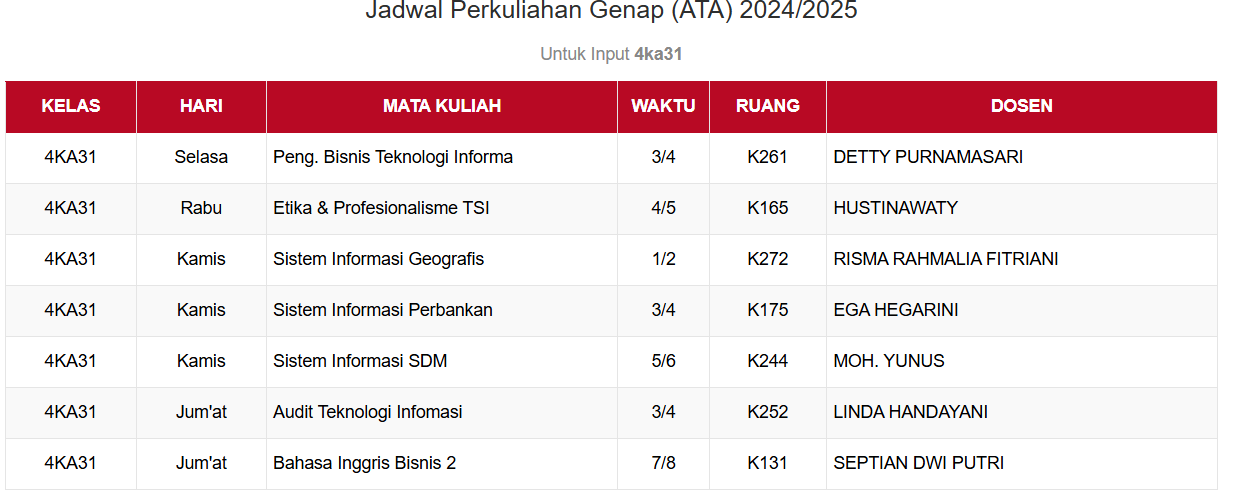 Jadwal Perkuliahan Genap (ATA) 2024/2025
Untuk Input 4ka31
KELAS HARI MATA KULIAH WAKTU RUANG DOSEN
4KA31 Selasa Peng. Bisnis Teknologi Informa 3/4 K261 DETTY PURNAMASARI
4KA31 Rabu Etika & Profesionalisme TSI 4/5 K165 HUSTINAWATY
4KA31 Kamis Sistem Informasi Geografis 1/2 K272 RISMA RAHMALIA FITRIANI
4KA31 Kamis Sistem Informasi Perbankan 3/4 K175 EGA HEGARINI
4KA31 Kamis Sistem Informasi SDM 5/6 K244 MOH. YUNUS
4KA31 Jum'at Audit Teknologi Infomasi 3/4 K252 LINDA HANDAYANI
4KA31 Jum'at Bahasa Inggris Bisnis 2 7/8 K131 SEPTIAN DWI PUTRI